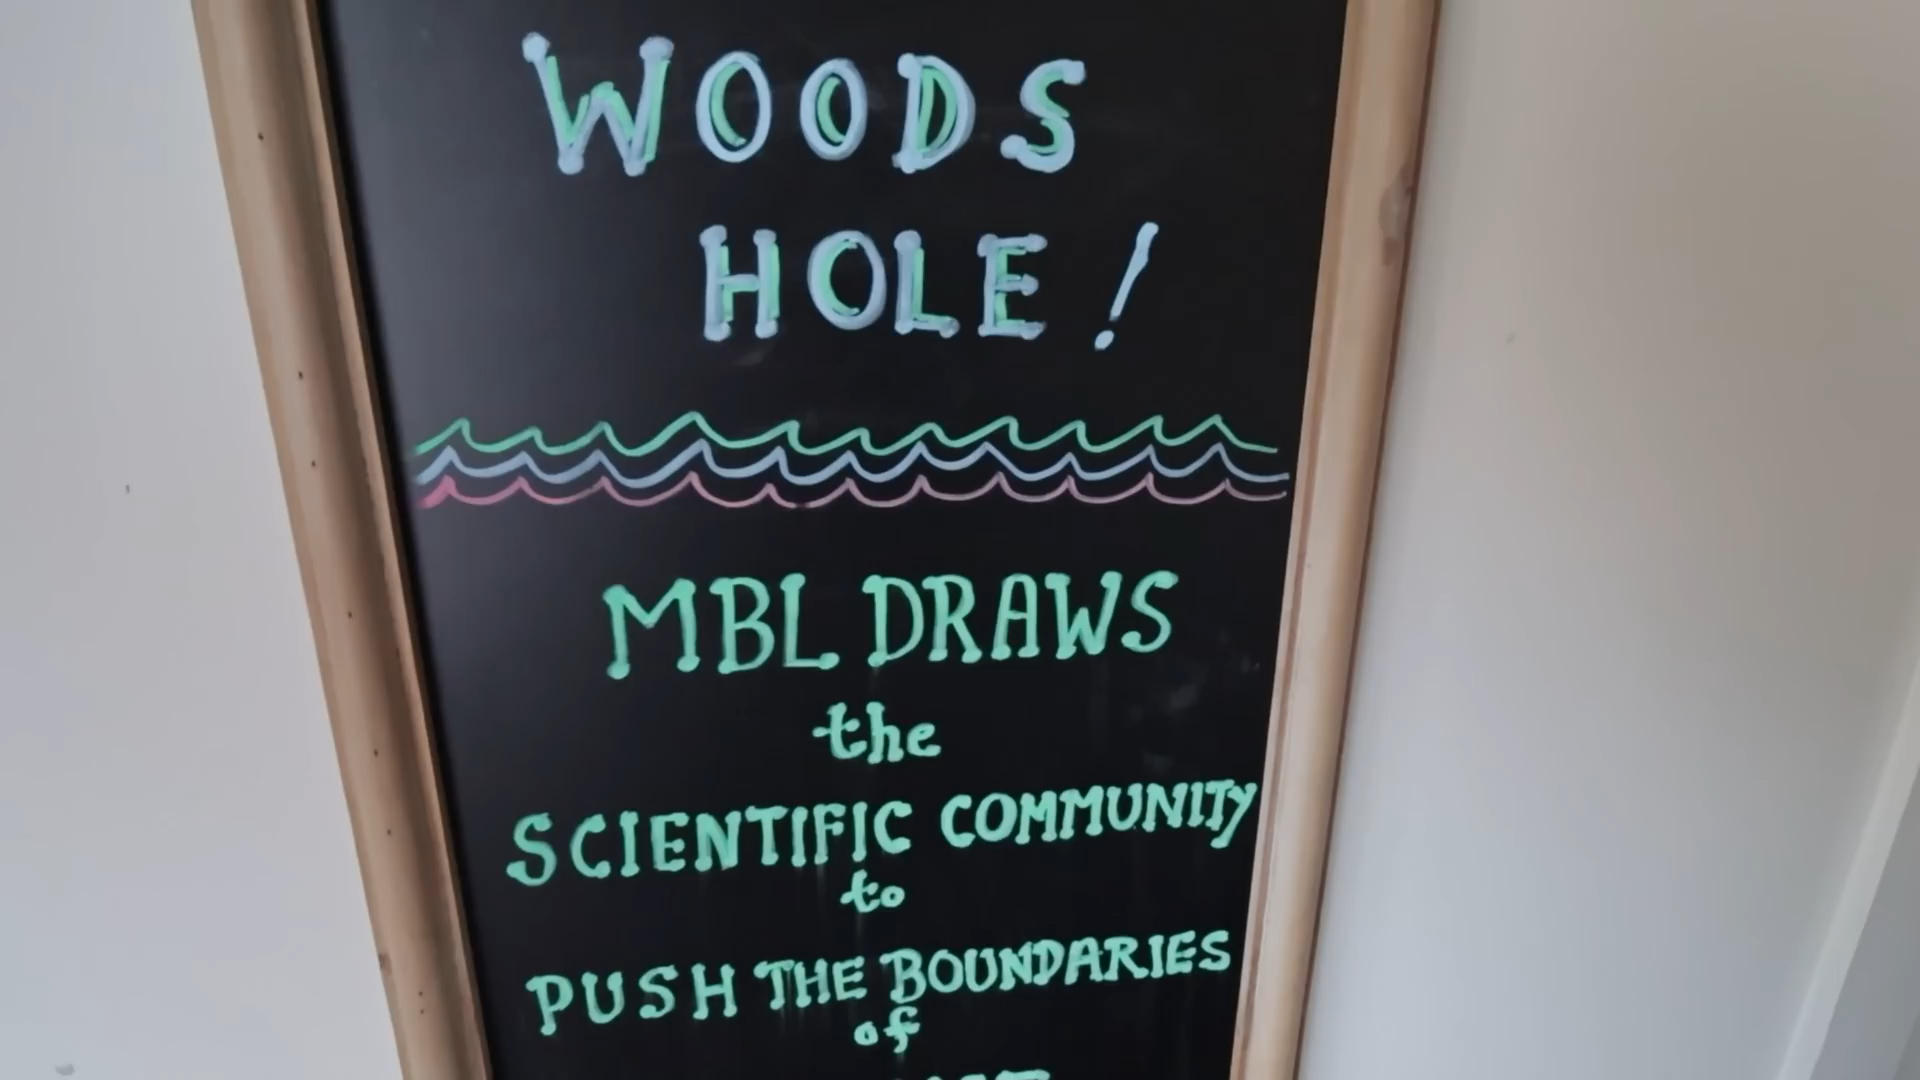 WOODS
HOLE!
MBL DRAWS
the
SCIENTIFIC COMMUNITY
to
PUSH THE BOUNDARIES
of